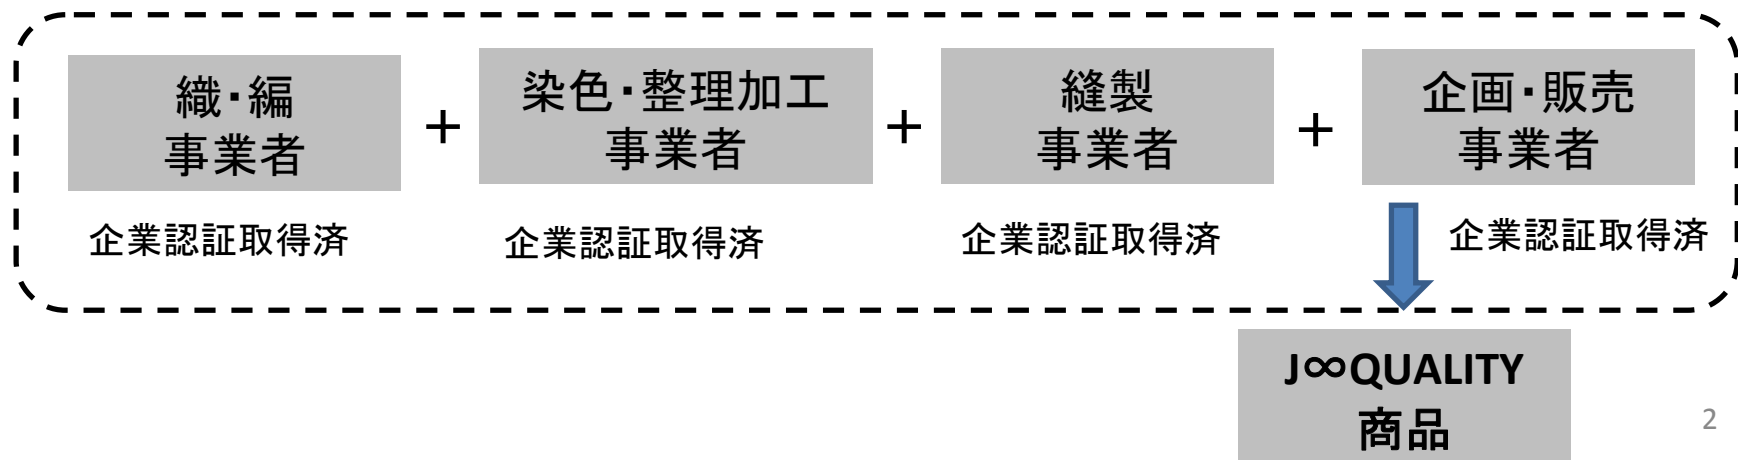 織・編
事業者
+
染色・整理加工
事業者
+
縫製
事業者
+
企画・販売
事業者
企業認証取得済
企業認証取得済
企業認証取得済
企業認証取得済
J∞QUALITY
商品
2